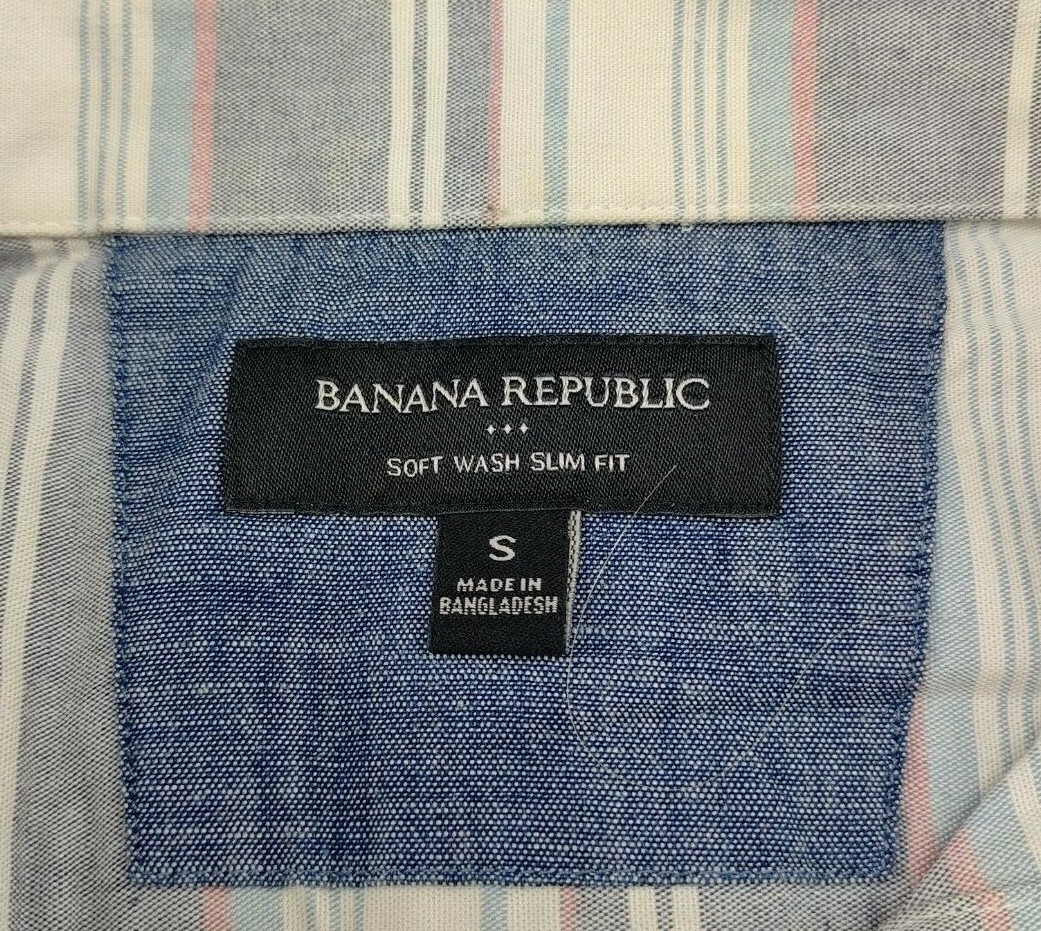 BANANA REPUBLIC
SOFT WASH SLIM FIT
S
MADE IN
BANGLADESH